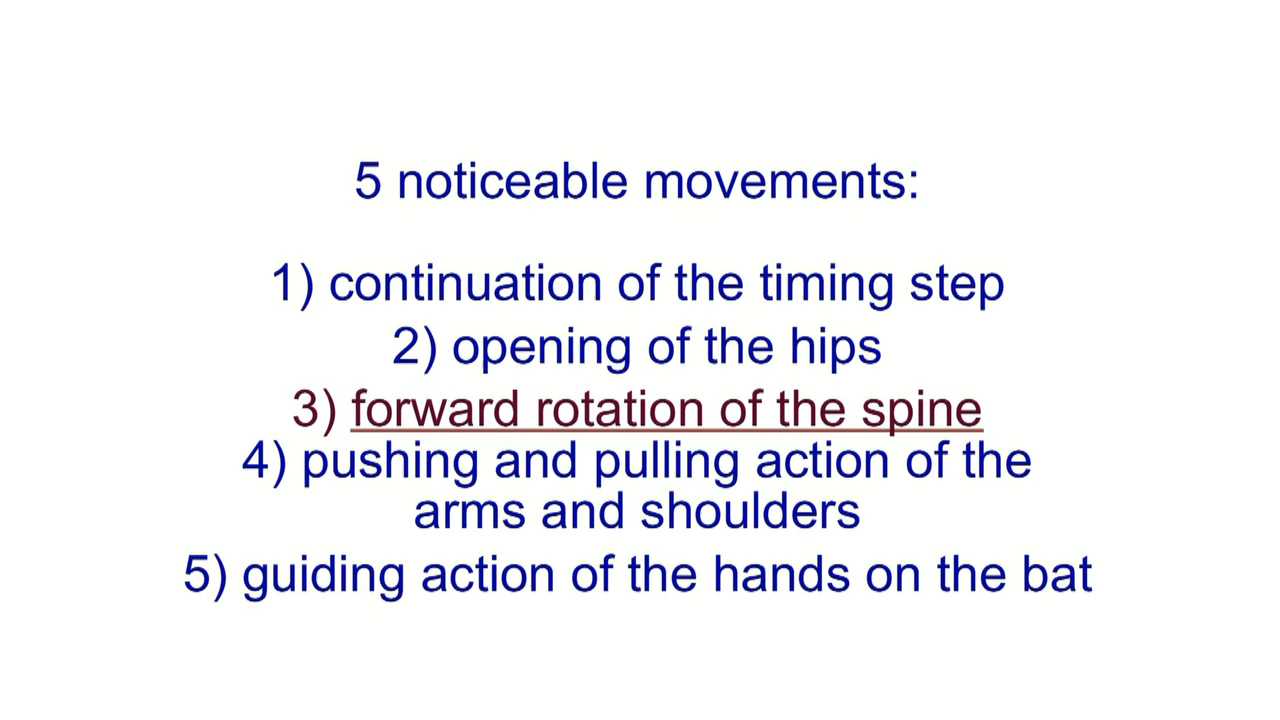 5 noticeable movements:
1) continuation of the timing step
2) opening of the hips
3) forward rotation of the spine
4) pushing and pulling action of the
arms and shoulders
5) guiding action of the hands on the bat